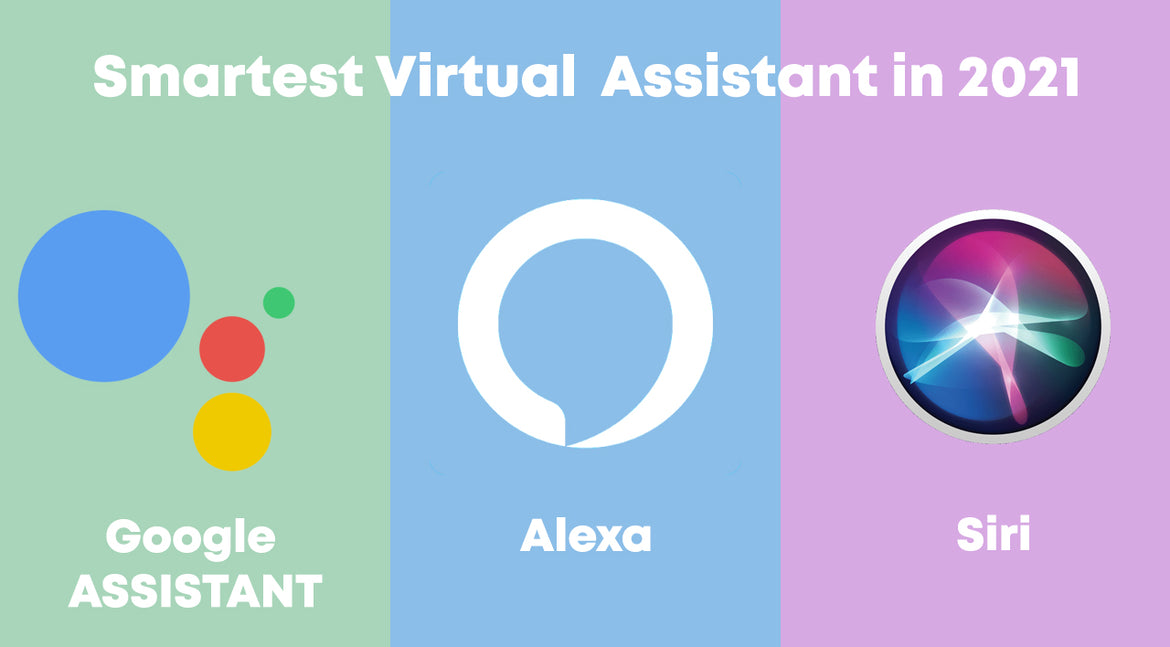 Smartest Virtual Assistant in 2021
Google
ASSISTANT
Alexa
Siri